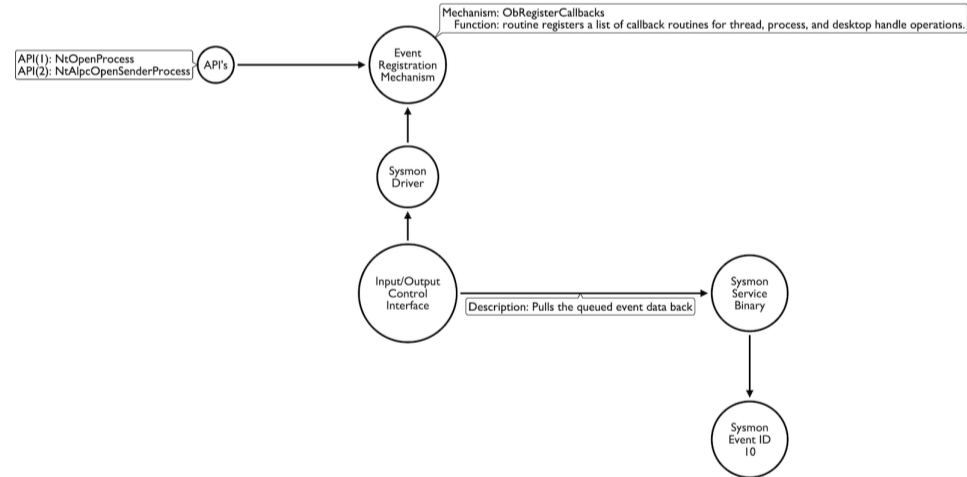 Mechanism: ObRegisterCallbacks
Function: routine registers a list of callback routines for thread, process, and desktop handle operations.
API(1): NtOpenProcess
API(2): NtAlpcOpenSenderProcess
API's
Event
Registration
Mechanism
Sysmon
Driver
Input/Output
Control
Interface
Description: Pulls the queued event data back
Sysmon
Service
Binary
Sysmon
Event ID
10